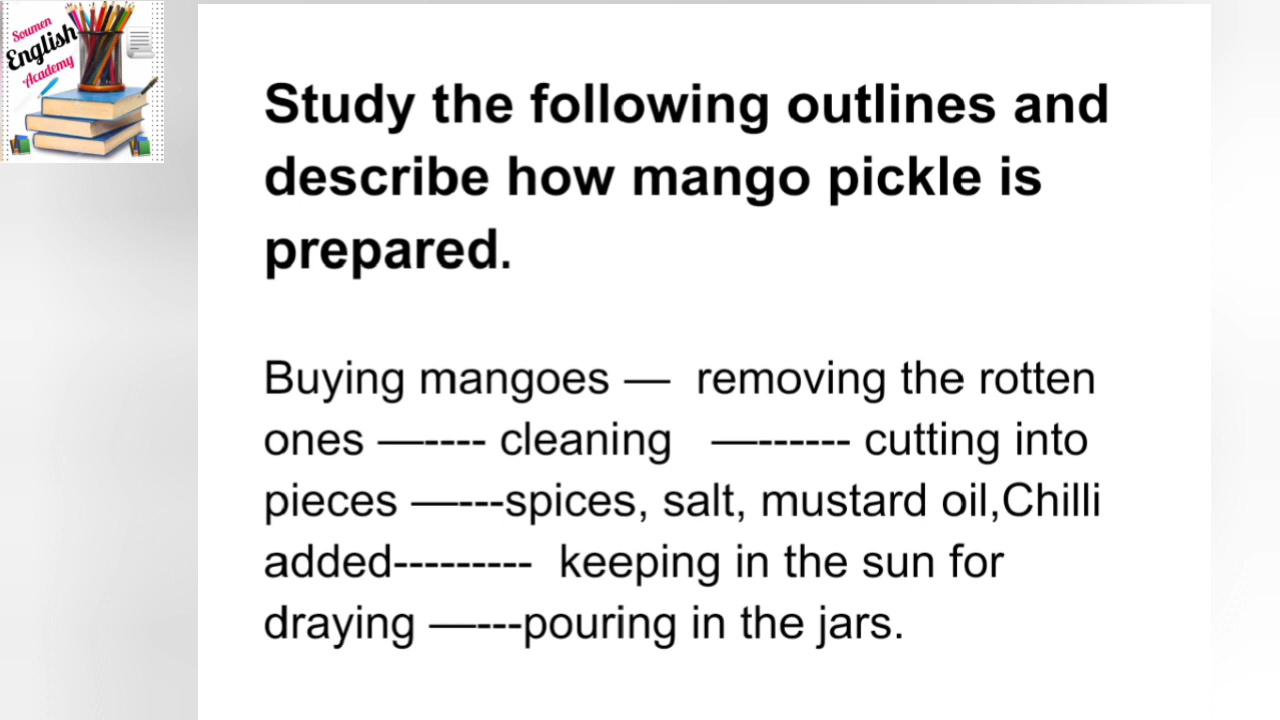 Soumen
English
Academy
Study the following outlines and
describe how mango pickle is
prepared.
Buying mangoes — removing the rotten
ones —---- cleaning —------ cutting into
pieces —---spices, salt, mustard oil,Chilli
added--------- keeping in the sun for
draying —---pouring in the jars.